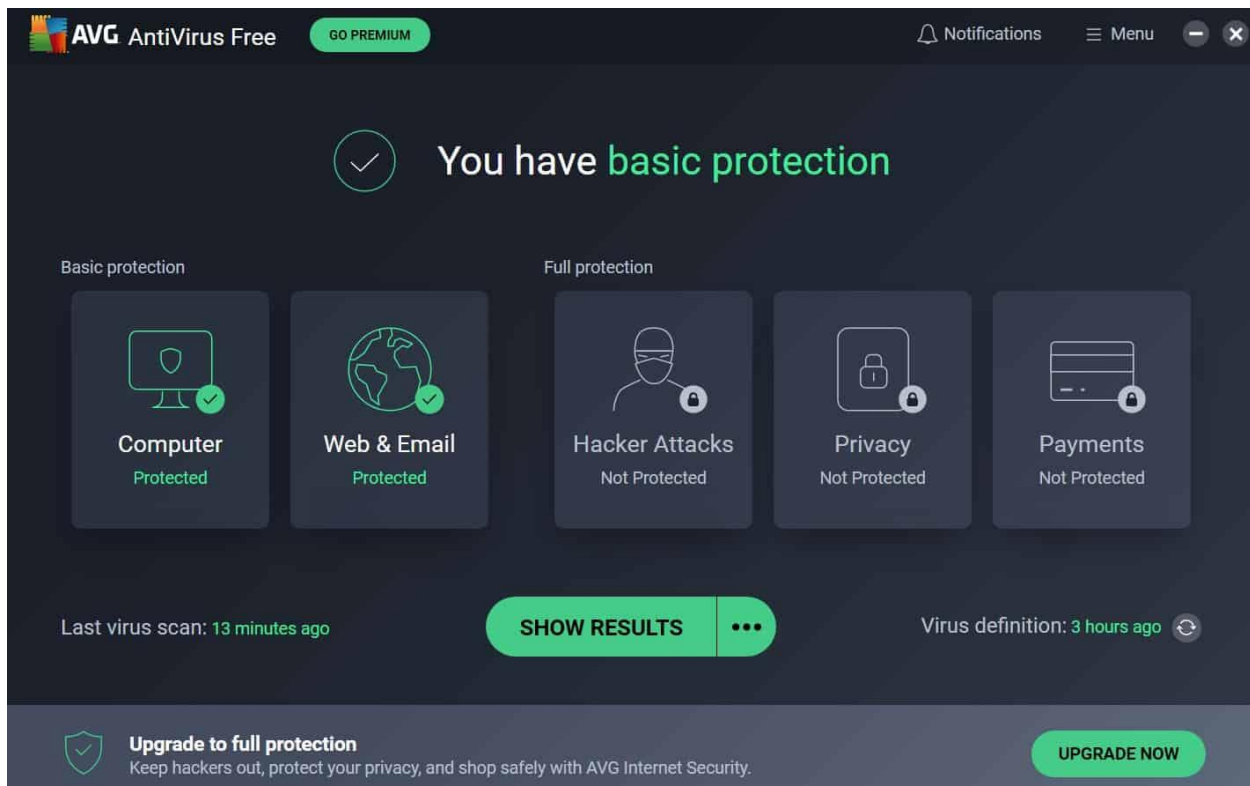 AVG AntiVirus Free
GO PREMIUM
Notifications
Menu
You have basic protection
Basic protection
Full protection
Computer
Protected
Web & Email
Protected
Hacker Attacks
Not Protected
Privacy
Not Protected
Payments
Not Protected
Last virus scan: 13 minutes ago
SHOW RESULTS
Virus definition: 3 hours ago
Upgrade to full protection
Keep hackers out, protect your privacy, and shop safely with AVG Internet Security.
UPGRADE NOW